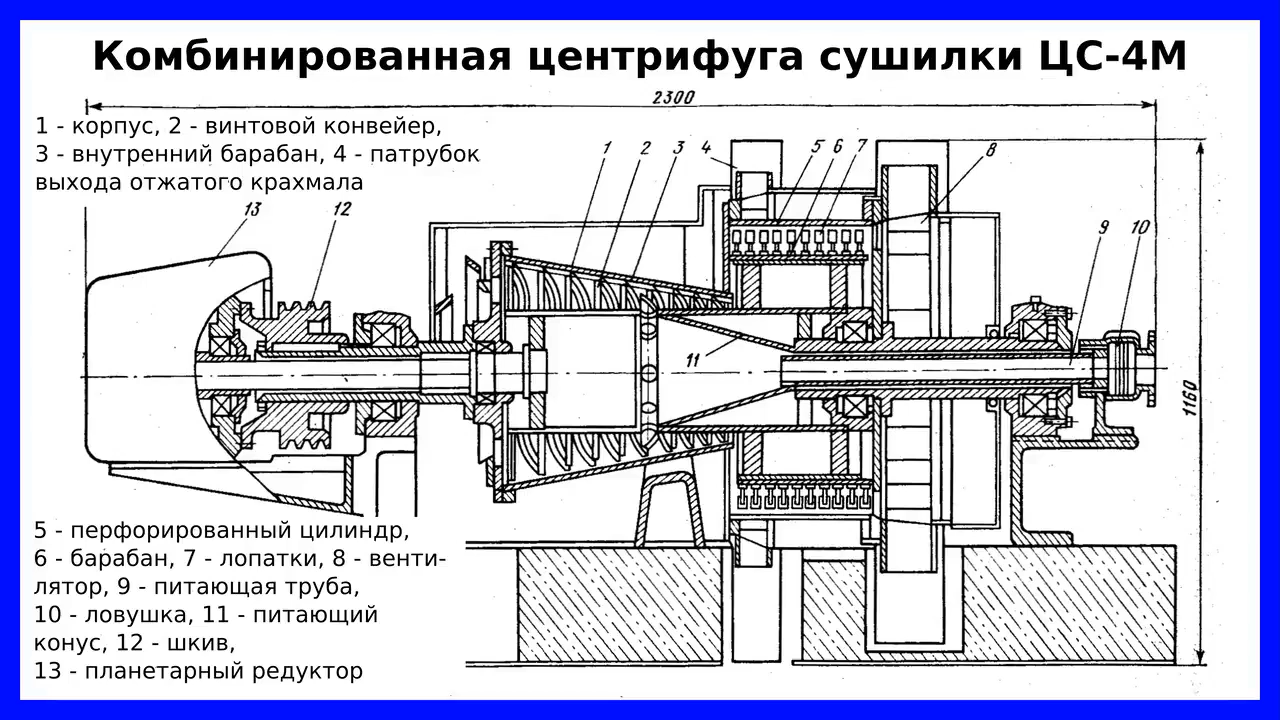 Комбинированная центрифуга сушилки ЦС-4М
2300
1 - корпус, 2 - винтовой конвейер,
3 - внутренний барабан, 4 - патрубок
выхода отжатого крахмала
1 2 3 4 5 6 7 8
13 12
9 10
11
1160
5 - перфорированный цилиндр,
6 - барабан, 7 - лопатки, 8 - венти-
лятор, 9 - питающая труба,
10 - ловушка, 11 - питающий
конус, 12 - шкив,
13 - планетарный редуктор